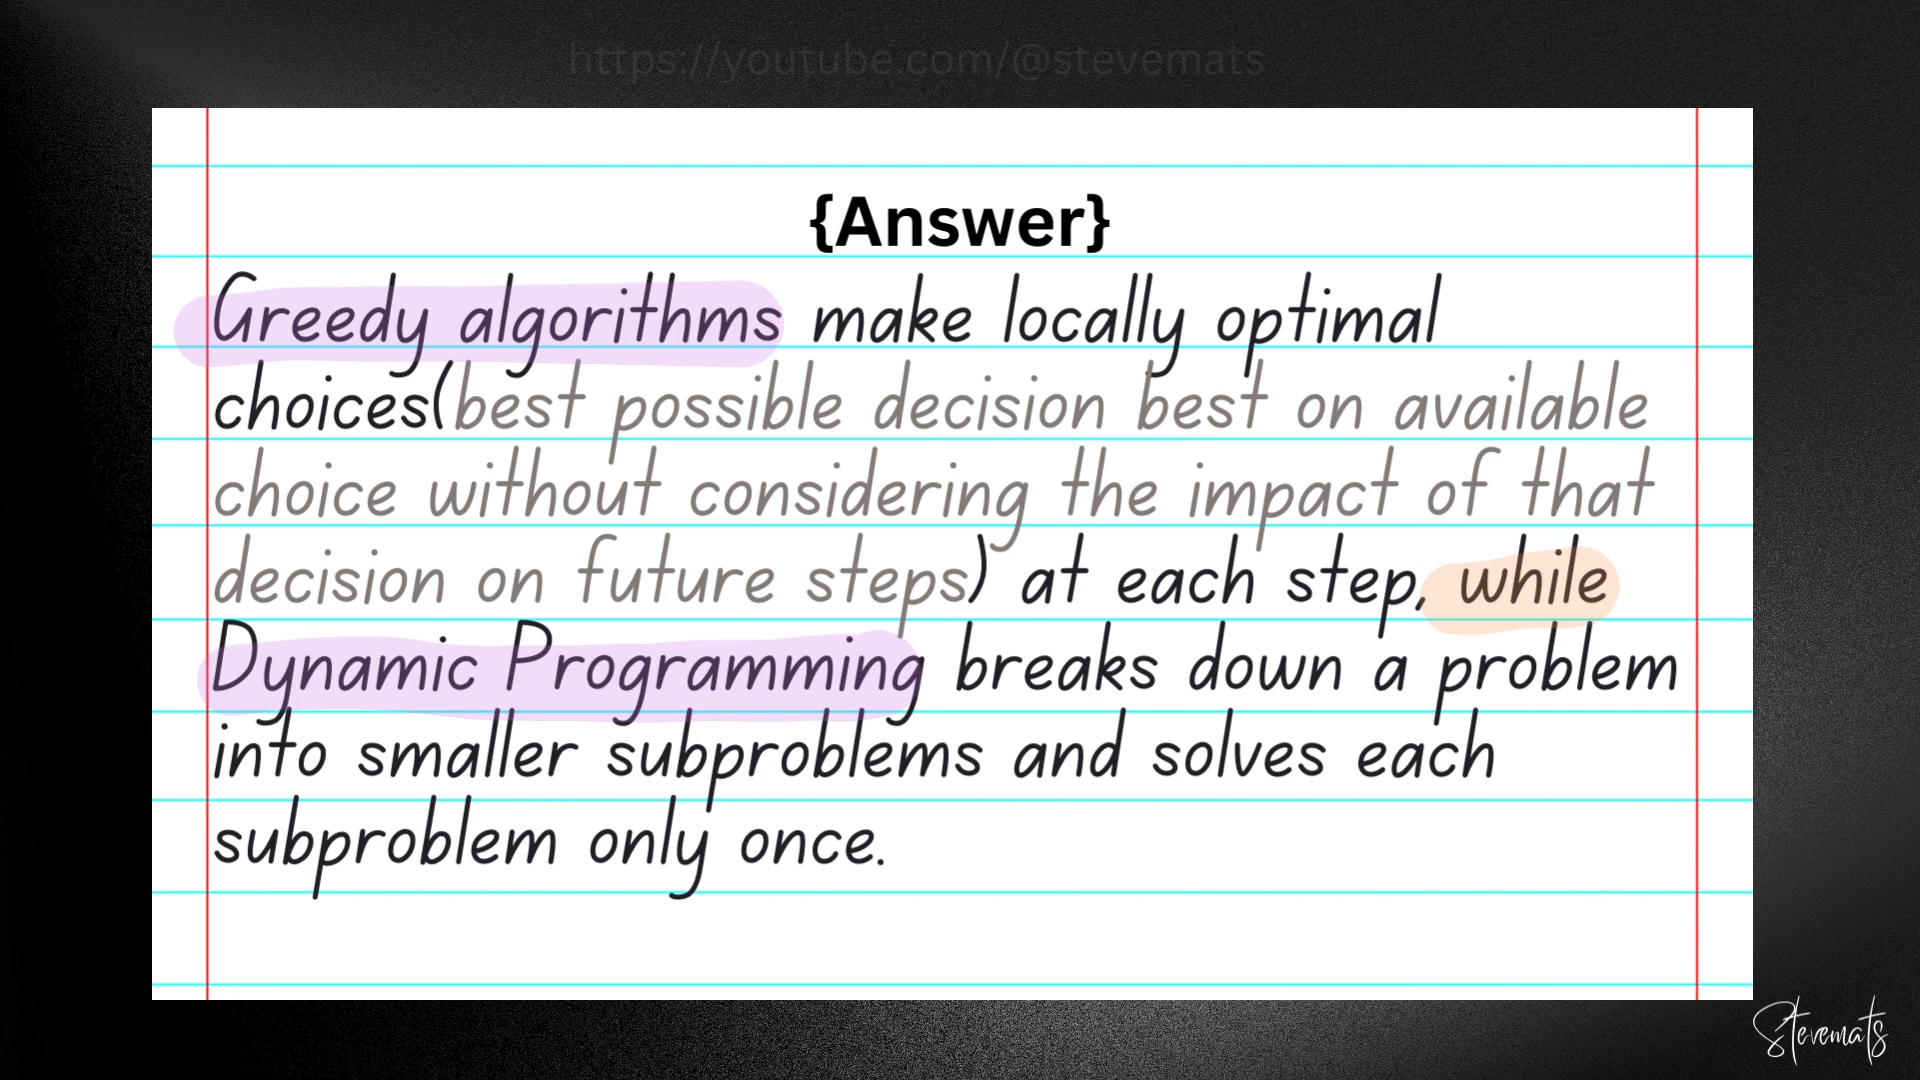 https://youtube.com/@stevemats
{Answer}
Greedy algorithms make locally optimal
choices(best possible decision best on available
choice without considering the impact of that
decision on future steps) at each step, while
Dynamic Programming breaks down a problem
into smaller subproblems and solves each
subproblem only once.
Stevemats